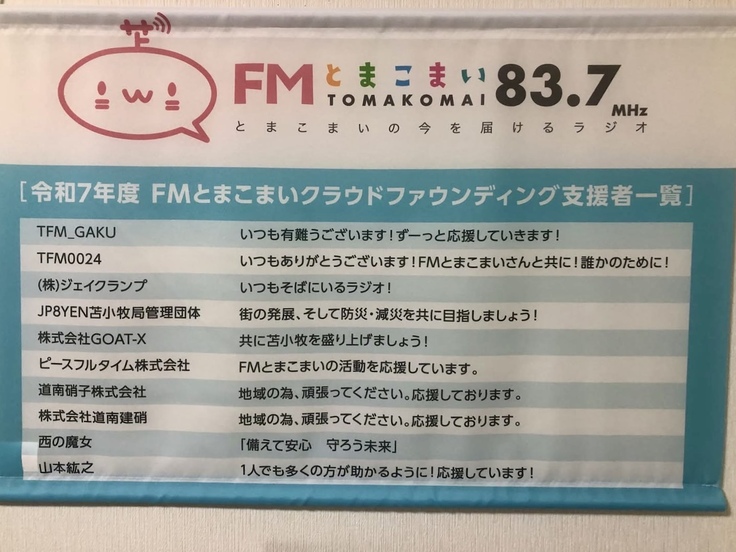 FMとまこまい 83.7MHz
TOMAKOMAI
とまこまいの今を届けるラジオ
[令和7年度 FMとまこまいクラウドファウンディング支援者一覧]
TFM_GAKU いつも有難うございます!ずーっと応援していきます!
TFM0024 いつもありがとうございます!FMとまこまいさんと共に!誰かのために!
(株)ジェイクランプ いつもそばにいるラジオ!
JP8YEN苫小牧局管理団体 街の発展、そして防災・減災を共に目指しましょう!
株式会社GOAT-X 共に苫小牧を盛り上げましょう!
ピースフルタイム株式会社 FMとまこまいの活動を応援しています。
道南硝子株式会社 地域の為、頑張ってください。応援しております。
株式会社道南建硝 地域の為、頑張ってください。応援しております。
西の魔女 「備えて安心 守ろう未来」
山本紘之 1人でも多くの方が助かるように!応援しています!